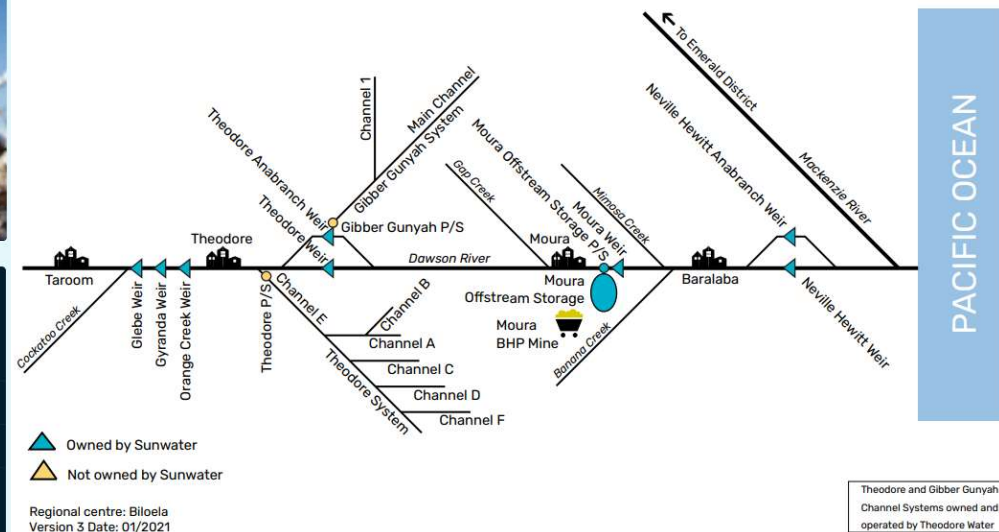 To Emerald District
Mackenzie River
PACIFIC OCEAN
Channel 1
Main Channel
Gibber Gunyah System
Theodore Anabranch Weir
Theodore Weir
Gibber Gunyah P/S
Gap Creek
Moura Offstream Storage P/S
Moura Weir
Mimosa Creek
Neville Hewitt Anabranch Weir
Neville Hewitt Weir
Taroom
Theodore
Dawson River
Moura
Baralaba
Cockatoo Creek
Glebe Weir
Gyranda Weir
Orange Creek Weir
Theodore P/S
Channel E
Channel B
Channel A
Channel C
Channel D
Channel F
Theodore System
Moura
Offstream Storage
Moura
BHP Mine
Banana Creek
Owned by Sunwater
Not owned by Sunwater
Regional centre: Biloela
Version 3 Date: 01/2021
Theodore and Gibber Gunyah
Channel Systems owned and
operated by Theodore Water